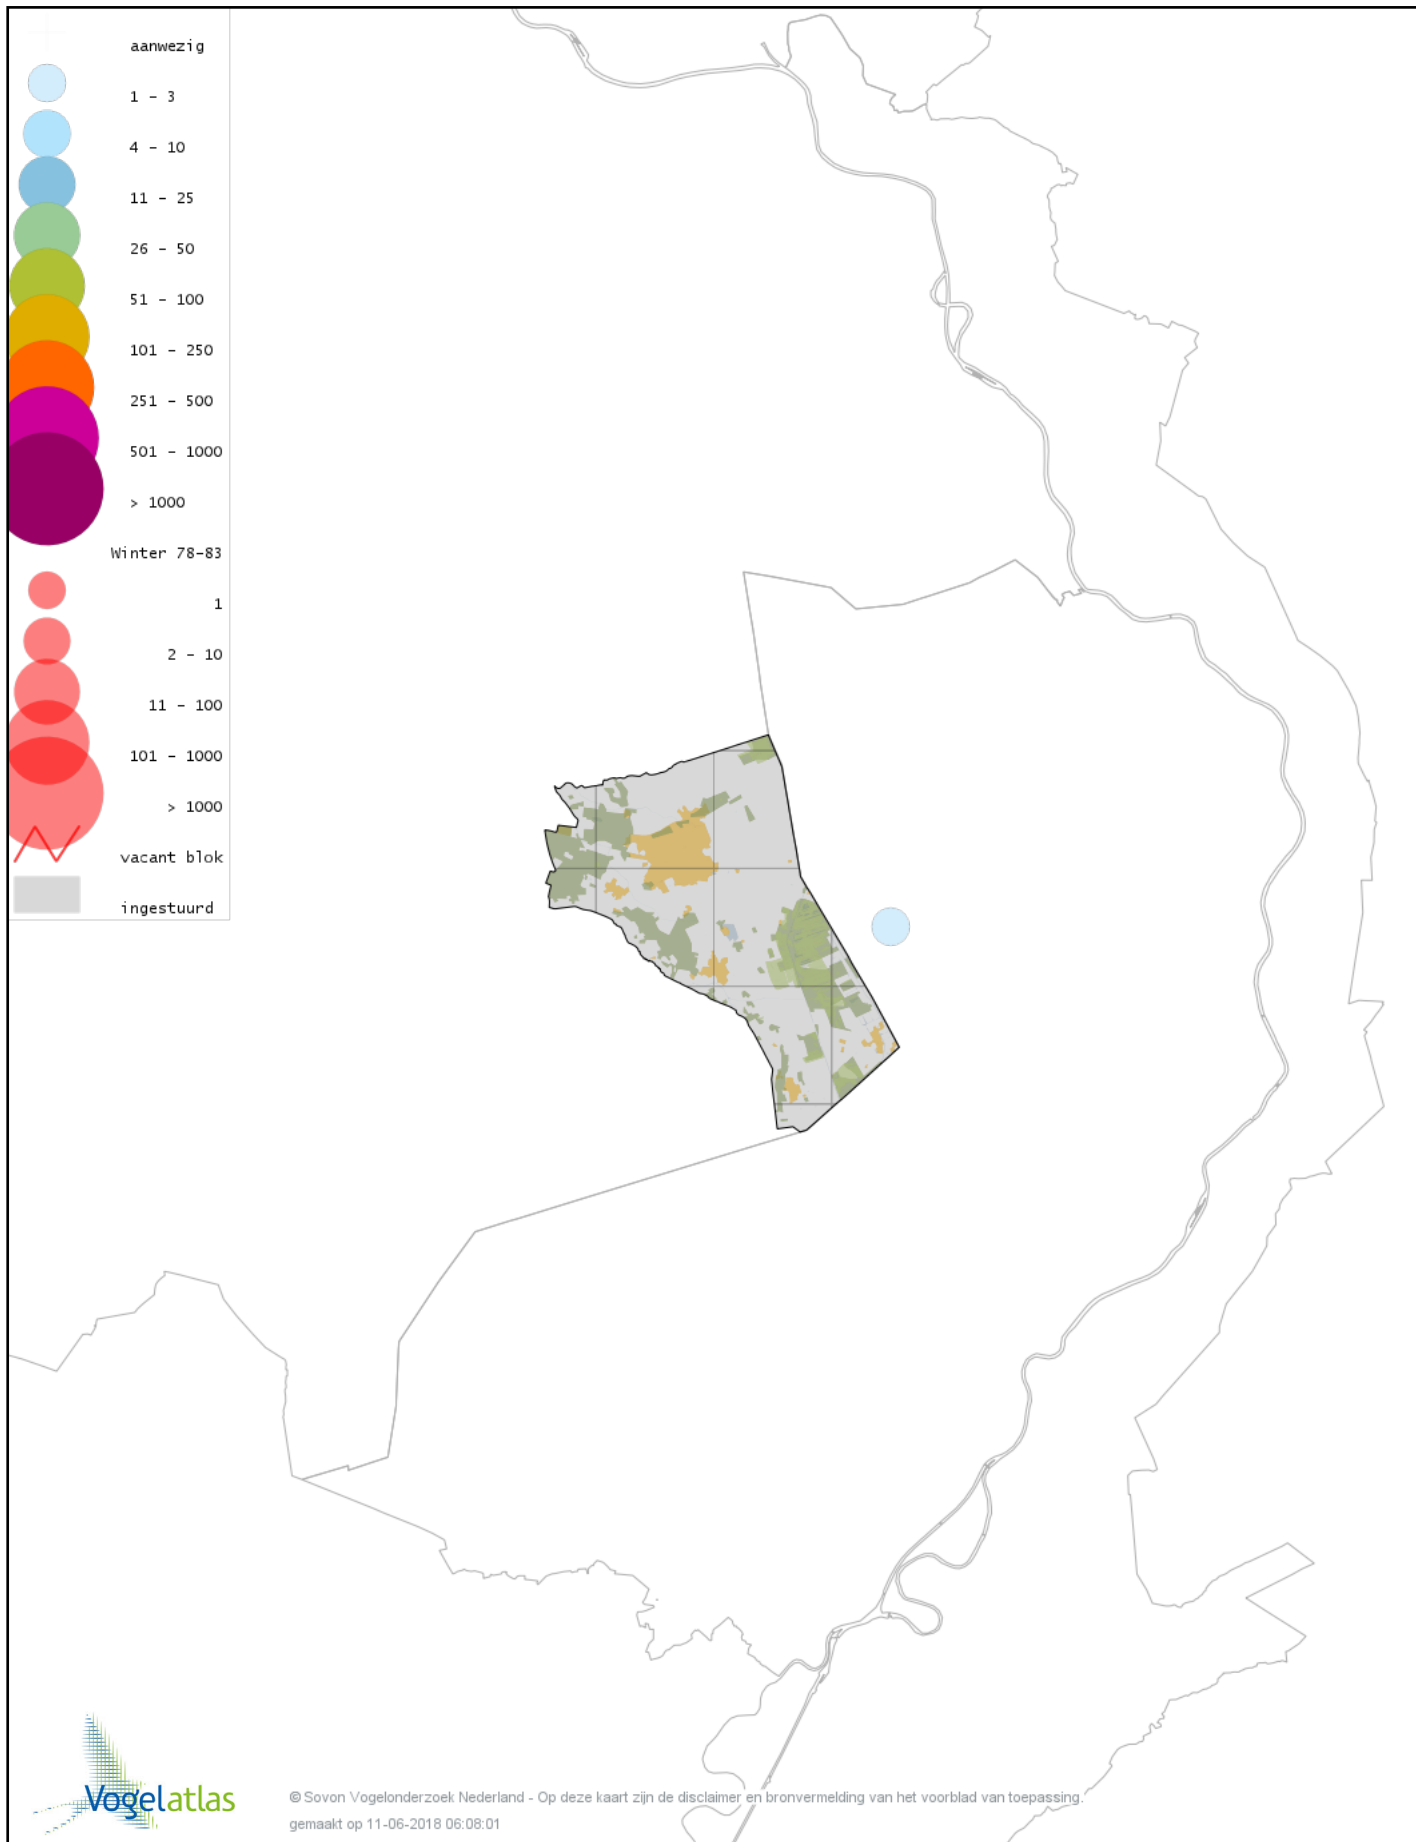 aanwezig
1 - 3
4 - 10
11 - 25
26 - 50
51 - 100
101 - 250
251 - 500
501 - 1000
> 1000
Winter 78-83
1
2 - 10
11 - 100
101 - 1000
> 1000
vacant blok
ingestuurd
Vogelatlas
© Sovon Vogelonderzoek Nederland - Op deze kaart zijn de disclaimer en bronvermelding van het voorblad van toepassing.
gemaakt op 11-06-2018 06:08:01